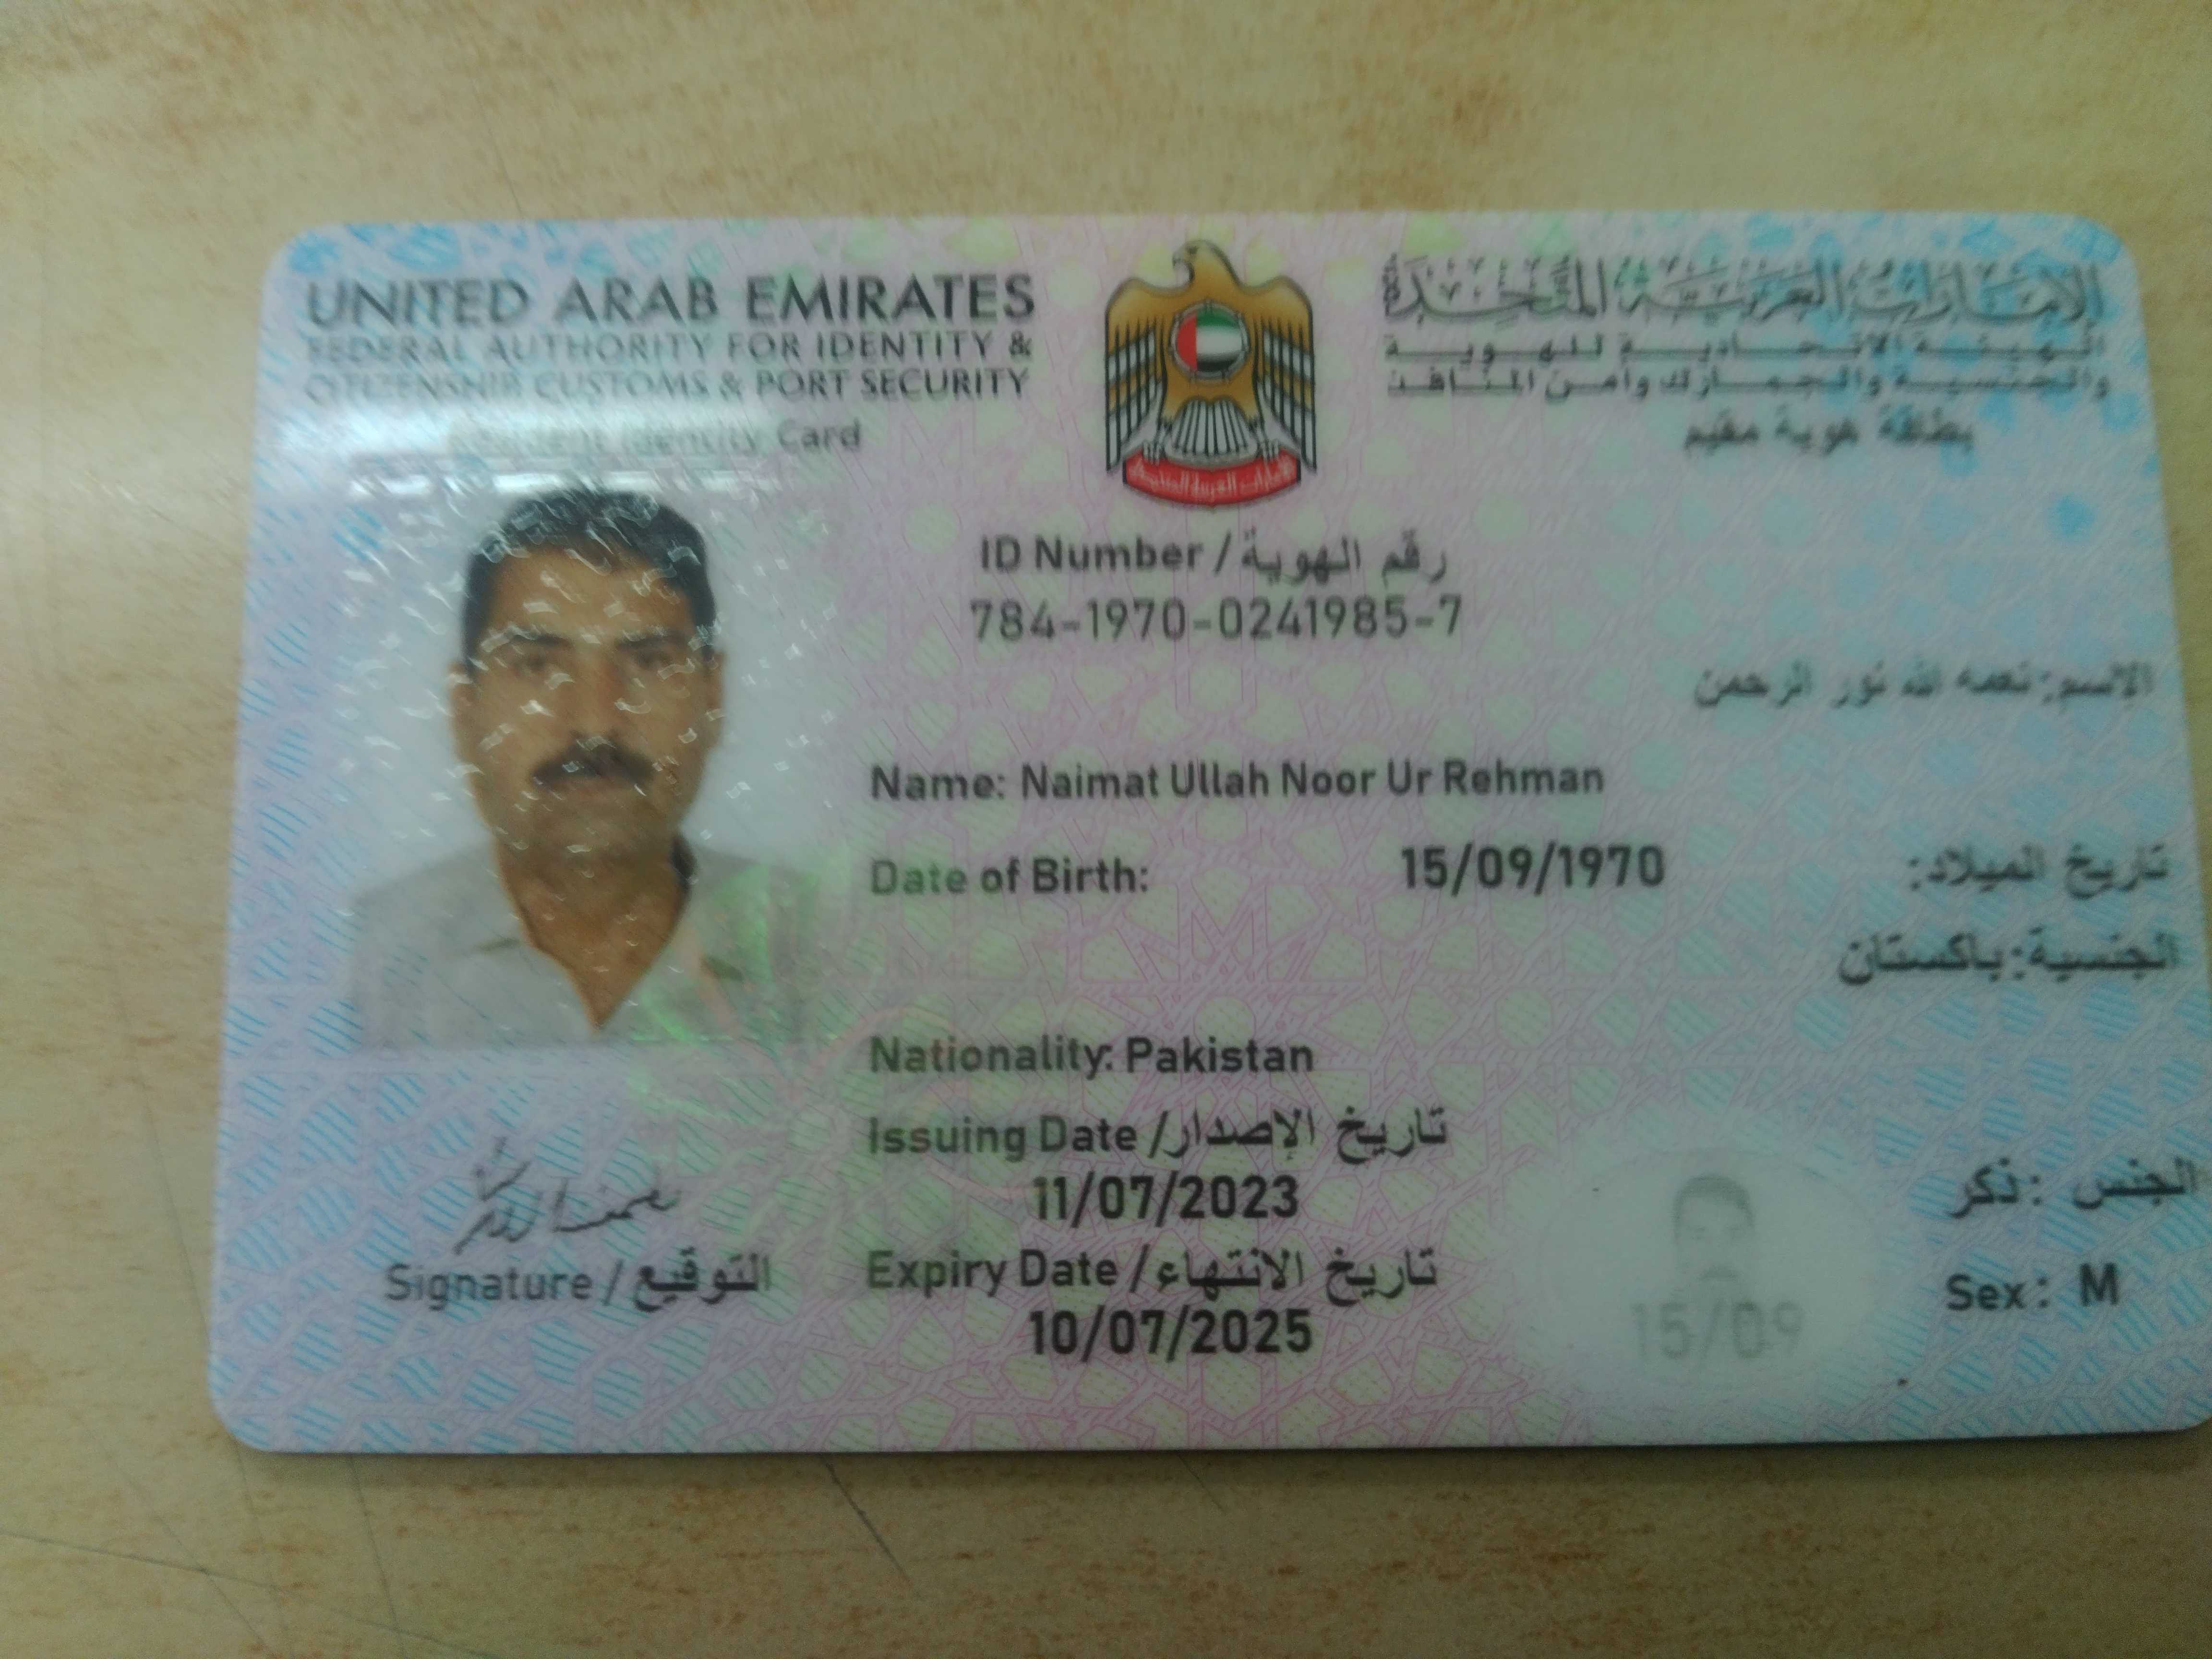 UNITED ARAB EMIRATES
FEDERAL AUTHORITY FOR IDENTITY &
CITIZENSHIP CUSTOMS & PORT SECURITY
Resident Identity Card
الإمارات العربية المتحدة
الهيئة الاتحادية للهوية
والجنسية والجمارك وأمن المنافذ
بطاقة هوية مقيم
ID Number / رقم الهوية
784-1970-0241985-7
الاسم: نعمه الله نور الرحمن
Name: Naimat Ullah Noor Ur Rehman
Date of Birth: 15/09/1970 تاريخ الميلاد:
الجنسية: باكستان
Nationality: Pakistan
Issuing Date / تاريخ الإصدار
11/07/2023
Expiry Date / تاريخ الانتهاء
10/07/2025
الجنس : ذكر
Sex: M
15/09
Signature / التوقيع